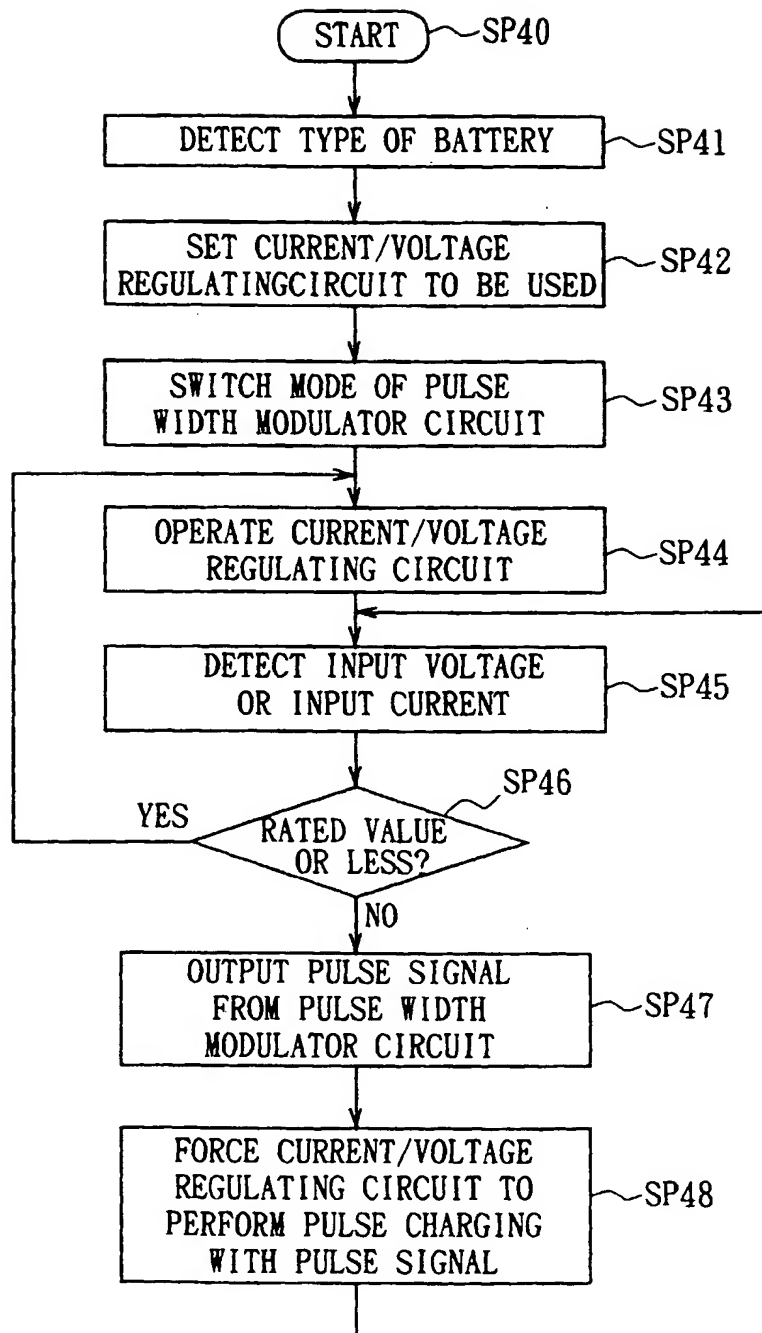 START
SP40
DETECT TYPE OF BATTERY
SP41
SET CURRENT/VOLTAGE
REGULATINGCIRCUIT TO BE USED
SP42
SWITCH MODE OF PULSE
WIDTH MODULATOR CIRCUIT
SP43
OPERATE CURRENT/VOLTAGE
REGULATING CIRCUIT
SP44
DETECT INPUT VOLTAGE
OR INPUT CURRENT
SP45
SP46
YES
RATED VALUE
OR LESS?
NO
OUTPUT PULSE SIGNAL
FROM PULSE WIDTH
MODULATOR CIRCUIT
SP47
FORCE CURRENT/VOLTAGE
REGULATING CIRCUIT TO
PERFORM PULSE CHARGING
WITH PULSE SIGNAL
SP48